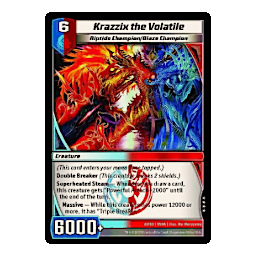 6
Krazzix the Volatile
Riptide Champion/Blaze Champion
Creature
(This card enters your mana zone tapped.)
Double Breaker (This creature breaks 2 shields.)
Superheated Steam — Whenever you draw a card,
this creature gets "Powerful Attack +2000" until
the end of the turn.
Massive — While this creature has power 12000 or
more, it has "Triple Breaker."
6000+